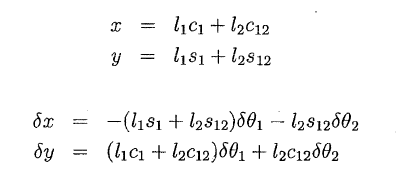 x = l₁c₁ + l₂c₁₂
y = l₁s₁ + l₂s₁₂
δx = −(l₁s₁ + l₂s₁₂)δθ₁ − l₂s₁₂δθ₂
δy = (l₁c₁ + l₂c₁₂)δθ₁ + l₂c₁₂δθ₂